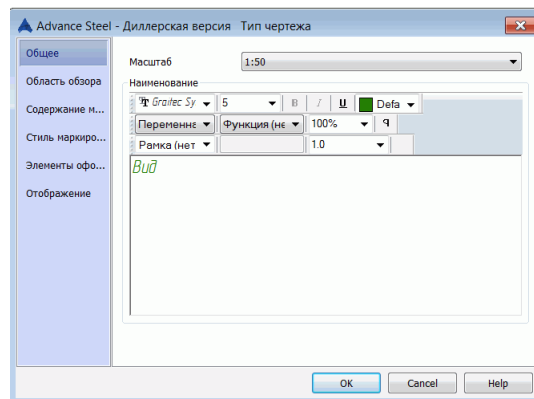 Advance Steel - Диллерская версия Тип чертежа
Общее
Область обзора
Содержание м...
Стиль маркиро...
Элементы офо...
Отображение
Масштаб 1:50
Наименование
Graitec Sy 5 B I U Defa
Переменна Функция (не 100%
Рамка (нет 1.0
Вид
OK Cancel Help